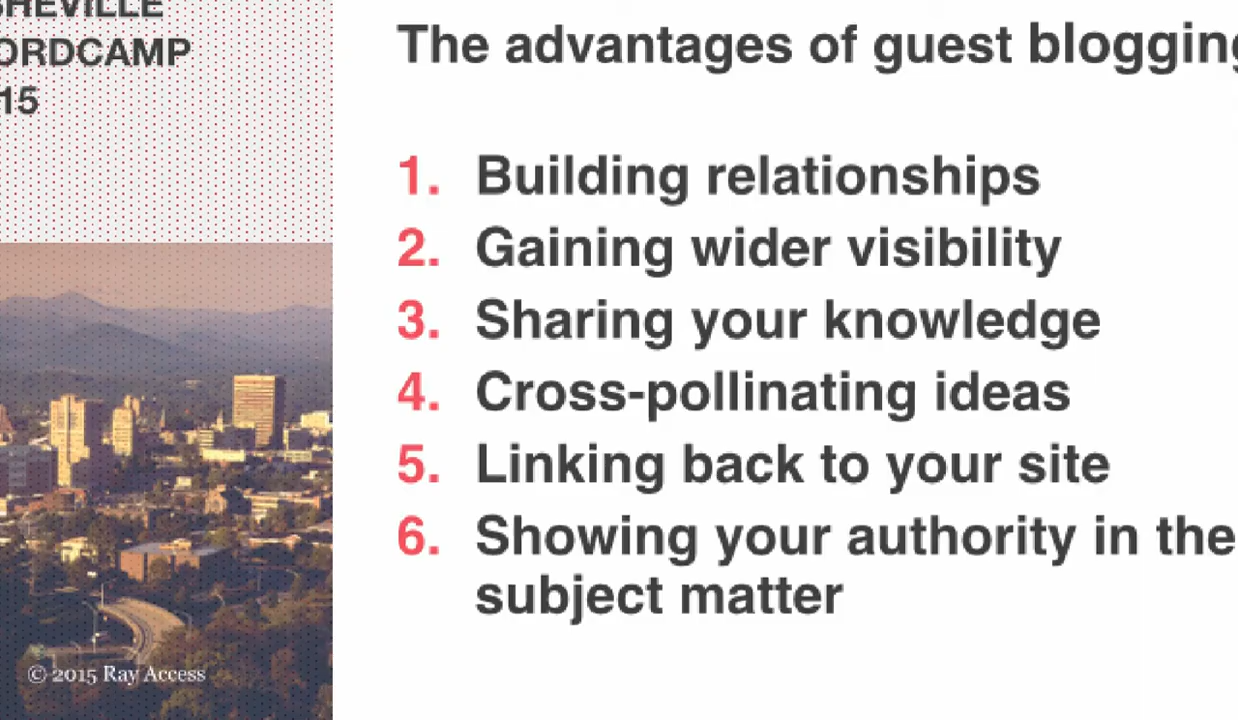 SHEVILLE
ORDCAMP
15
The advantages of guest blogging
1. Building relationships
2. Gaining wider visibility
3. Sharing your knowledge
4. Cross-pollinating ideas
5. Linking back to your site
6. Showing your authority in the
subject matter
© 2015 Ray Access